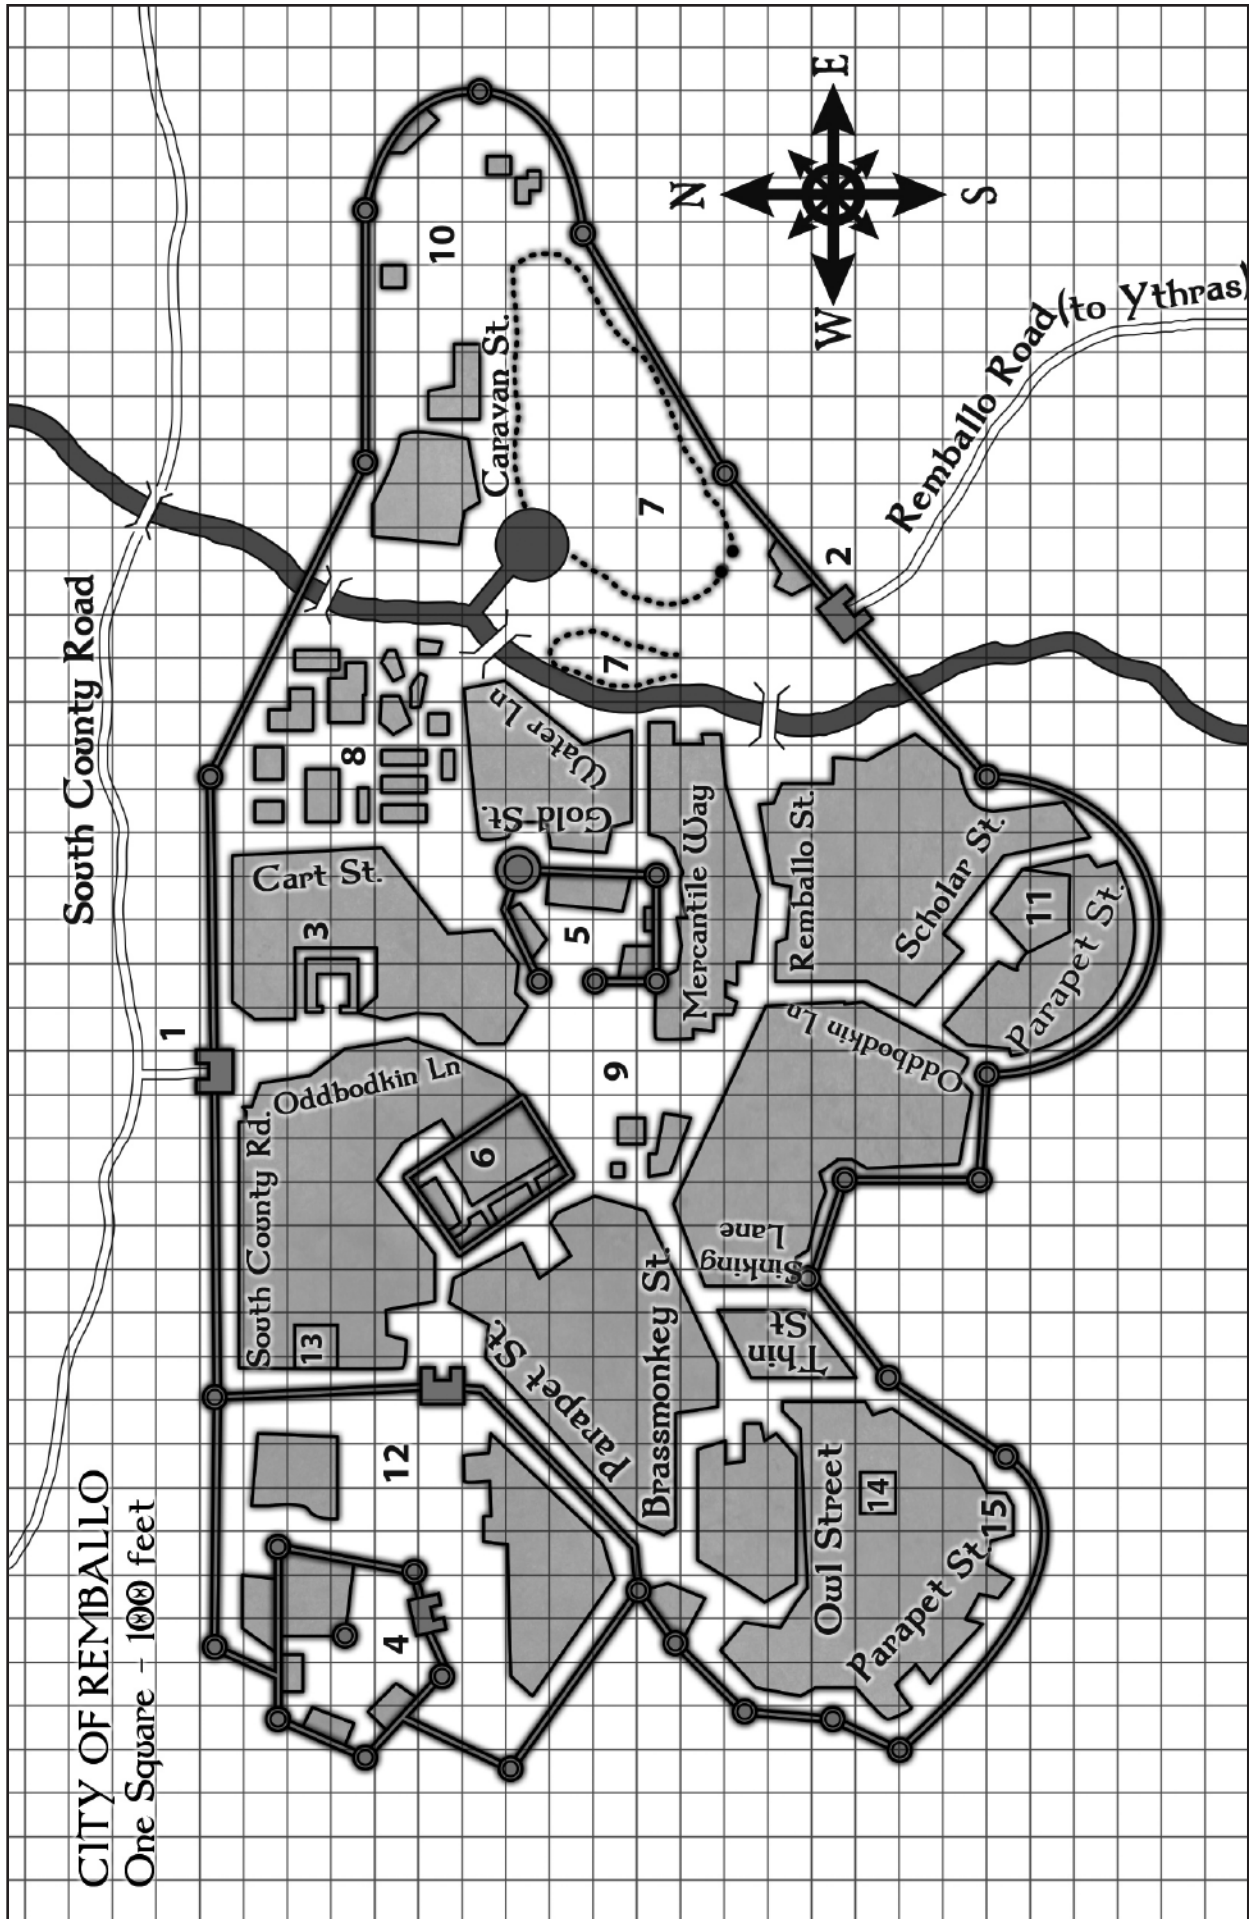 CITY OF REMBALLO
One Square – 100 feet
South County Road
1
South County Rd.
Oddbodkin Ln
Cart St.
3
8
13
12
4
6
5
9
10
Caravan St.
Water Ln
Gold St.
7
7
Mercantile Way
Parapet St.
Brassmonkey St.
Sinking
Lane
Thin
St
Oddbodkin Ln
Remballo St.
Scholar St.
11
Parapet St.
Owl Street
14
Parapet St.
15
2
Remballo Road (to Ythras)
N
E
S
W